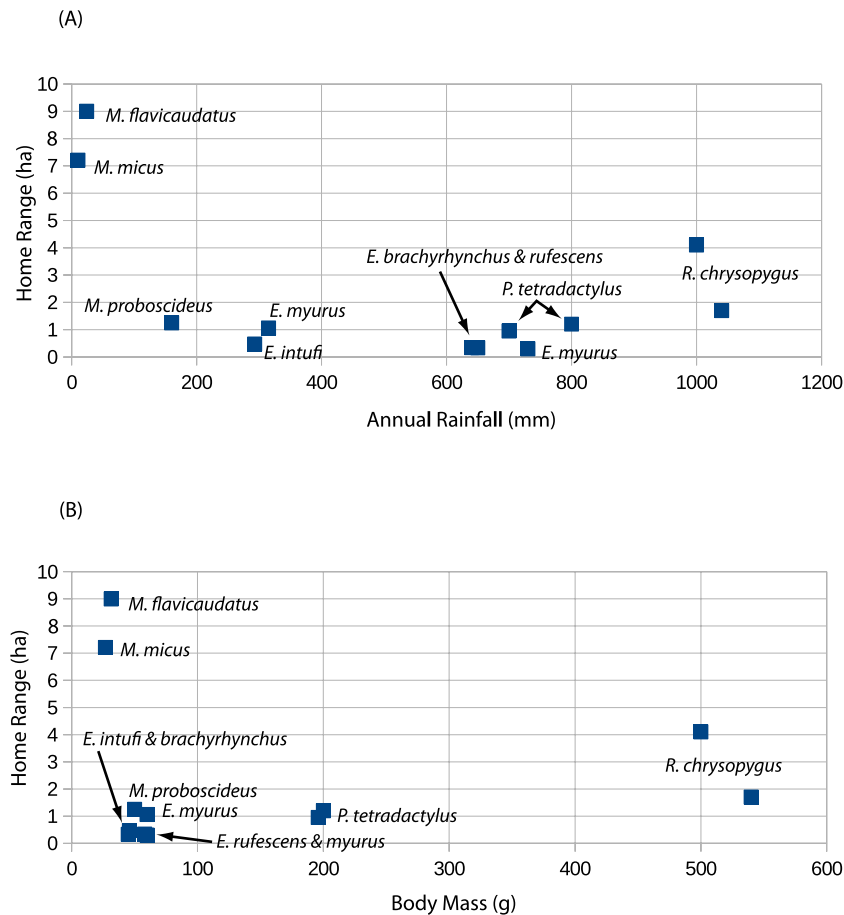 (A)
10
9
8
7
6
5
4
3
2
1
0
Home Range (ha)
M. flavicaudatus
M. micus
E. brachyrhynchus & rufescens
R. chrysopygus
P. tetradactylus
M. proboscideus
E. myurus
E. intufi
E. myurus
0
200
400
600
800
1000
1200
Annual Rainfall (mm)
(B)
10
9
8
7
6
5
4
3
2
1
0
Home Range (ha)
M. flavicaudatus
M. micus
E. intufi & brachyrhynchus
R. chrysopygus
M. proboscideus
E. myurus
P. tetradactylus
E. rufescens & myurus
0
100
200
300
400
500
600
Body Mass (g)